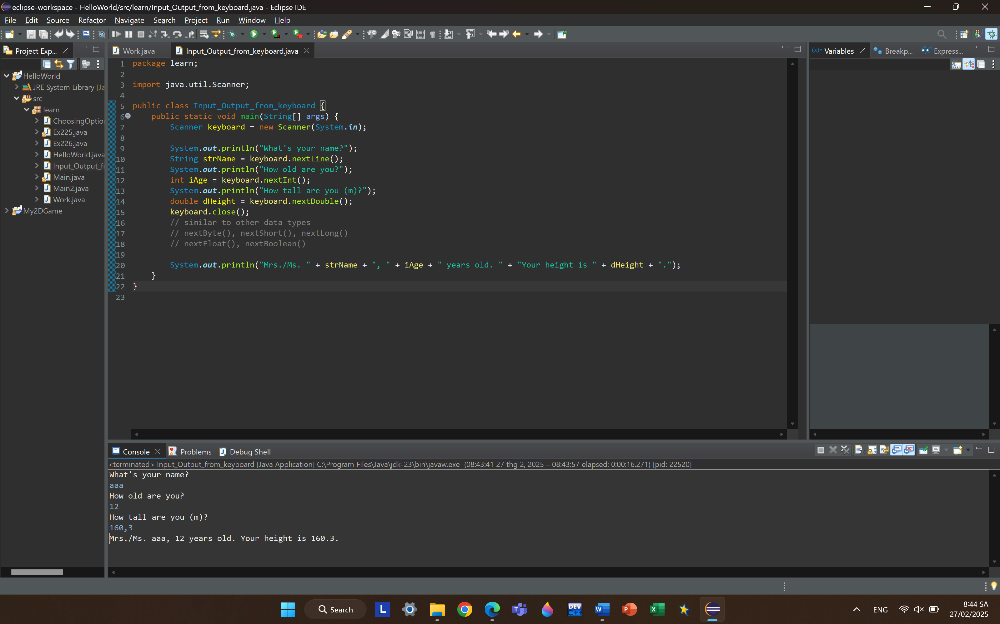 eclipse-workspace - HelloWorld/src/learn/Input_Output_from_keyboard.java - Eclipse IDE
File Edit Source Refactor Navigate Search Project Run Window Help
Project Exp...
HelloWorld
JRE System Library [Ja
src
learn
ChoosingOption
Ex225.java
Ex226.java
HelloWorld.java
Input_Output_fr
Main.java
Main2.java
Work.java
My2DGame
Work.java Input_Output_from_keyboard.java
1 package learn;
2
3 import java.util.Scanner;
4
5 public class Input_Output_from_keyboard {
6 public static void main(String[] args) {
7 Scanner keyboard = new Scanner(System.in);
8
9 System.out.println("What's your name?");
10 String strName = keyboard.nextLine();
11 System.out.println("How old are you?");
12 int iAge = keyboard.nextInt();
13 System.out.println("How tall are you (m)?");
14 double dHeight = keyboard.nextDouble();
15 keyboard.close();
16 // similar to other data types
17 // nextByte(), nextShort(), nextLong()
18 // nextFloat(), nextBoolean()
19
20 System.out.println("Mrs./Ms. " + strName + ", " + iAge + " years old. " + "Your height is " + dHeight + ".");
21 }
22 }
23
(x)= Variables Breakp... Express...
Console Problems Debug Shell
<terminated> Input_Output_from_keyboard [Java Application] C:\Program Files\Java\jdk-23\bin\javaw.exe (08:43:41 27 thg 2, 2025 – 08:43:57 elapsed: 0:00:16.271) [pid: 22520]
What's your name?
aaa
How old are you?
12
How tall are you (m)?
160,3
Mrs./Ms. aaa, 12 years old. Your height is 160.3.
Search
L
DEV
C++
ENG
8:44 SA
27/02/2025